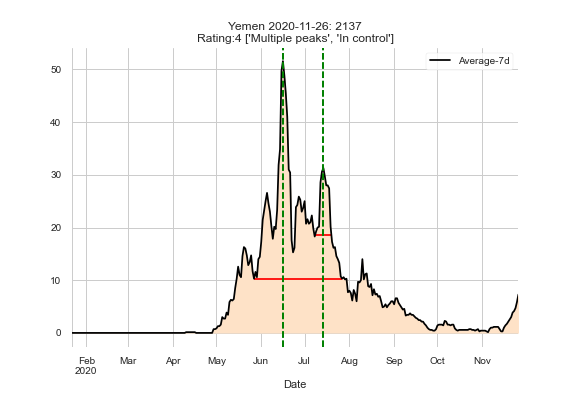 Yemen 2020-11-26: 2137
Rating:4 ['Multiple peaks', 'In control']
Average-7d
50
40
30
20
10
0
Feb Mar Apr May Jun Jul Aug Sep Oct Nov
2020
Date